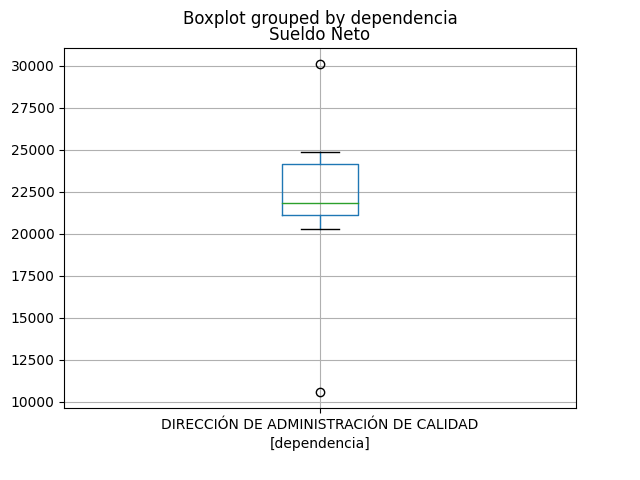 Boxplot grouped by dependencia
Sueldo Neto
30000
27500
25000
22500
20000
17500
15000
12500
10000
DIRECCIÓN DE ADMINISTRACIÓN DE CALIDAD
[dependencia]